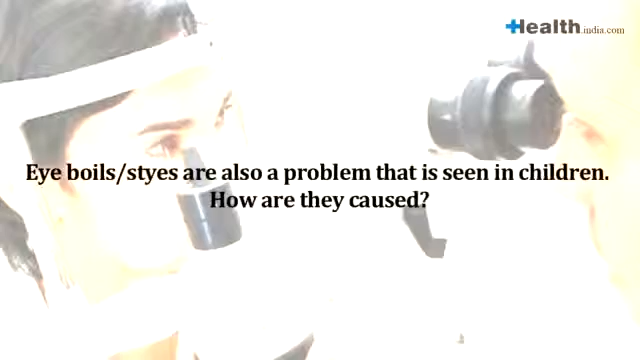 Health.india.com
Eye boils/styes are also a problem that is seen in children.
How are they caused?